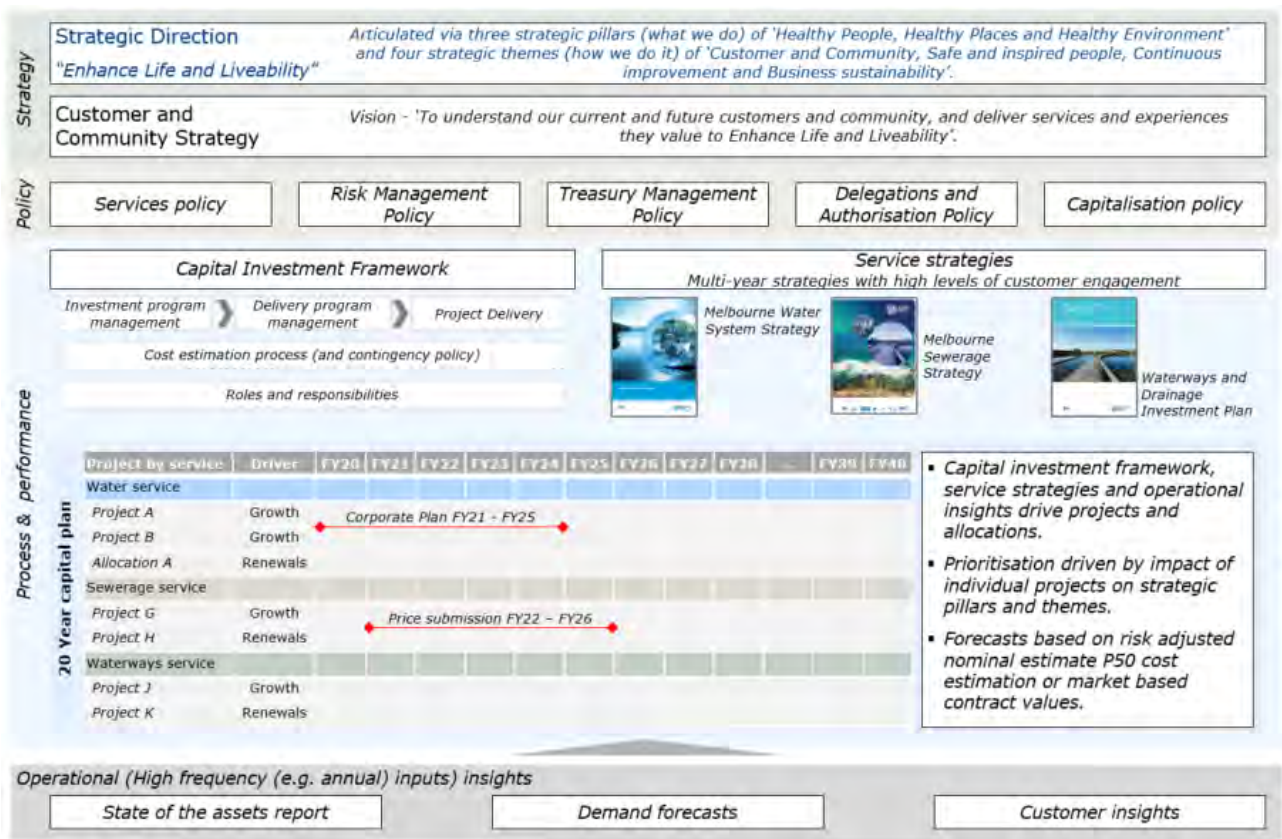 Strategy
Strategic Direction
"Enhance Life and Liveability"
Articulated via three strategic pillars (what we do) of 'Healthy People, Healthy Places and Healthy Environment'
and four strategic themes (how we do it) of 'Customer and Community, Safe and inspired people, Continuous
improvement and Business sustainability'.
Customer and
Community Strategy
Vision - 'To understand our current and future customers and community, and deliver services and experiences
they value to Enhance Life and Liveability'.
Policy
Services policy
Risk Management
Policy
Treasury Management
Policy
Delegations and
Authorisation Policy
Capitalisation policy
Process & performance
Capital Investment Framework
Investment program
management
Delivery program
management
Project Delivery
Cost estimation process (and contingency policy)
Roles and responsibilities
Service strategies
Multi-year strategies with high levels of customer engagement
Melbourne Water
System Strategy
Melbourne
Sewerage
Strategy
Waterways and
Drainage
Investment Plan
20 Year capital plan
Project by service Driver FY20 FY21 FY22 FY23 FY24 FY25 FY26 FY27 FY28 ... FY39 FY40
Water service
Project A Growth
Corporate Plan FY21 - FY25
Project B Growth
Allocation A Renewals
Sewerage service
Project G Growth
Price submission FY22 – FY26
Project H Renewals
Waterways service
Project J Growth
Project K Renewals
▪ Capital investment framework,
service strategies and operational
insights drive projects and
allocations.
▪ Prioritisation driven by impact of
individual projects on strategic
pillars and themes.
▪ Forecasts based on risk adjusted
nominal estimate P50 cost
estimation or market based
contract values.
Operational (High frequency (e.g. annual) inputs) insights
State of the assets report
Demand forecasts
Customer insights